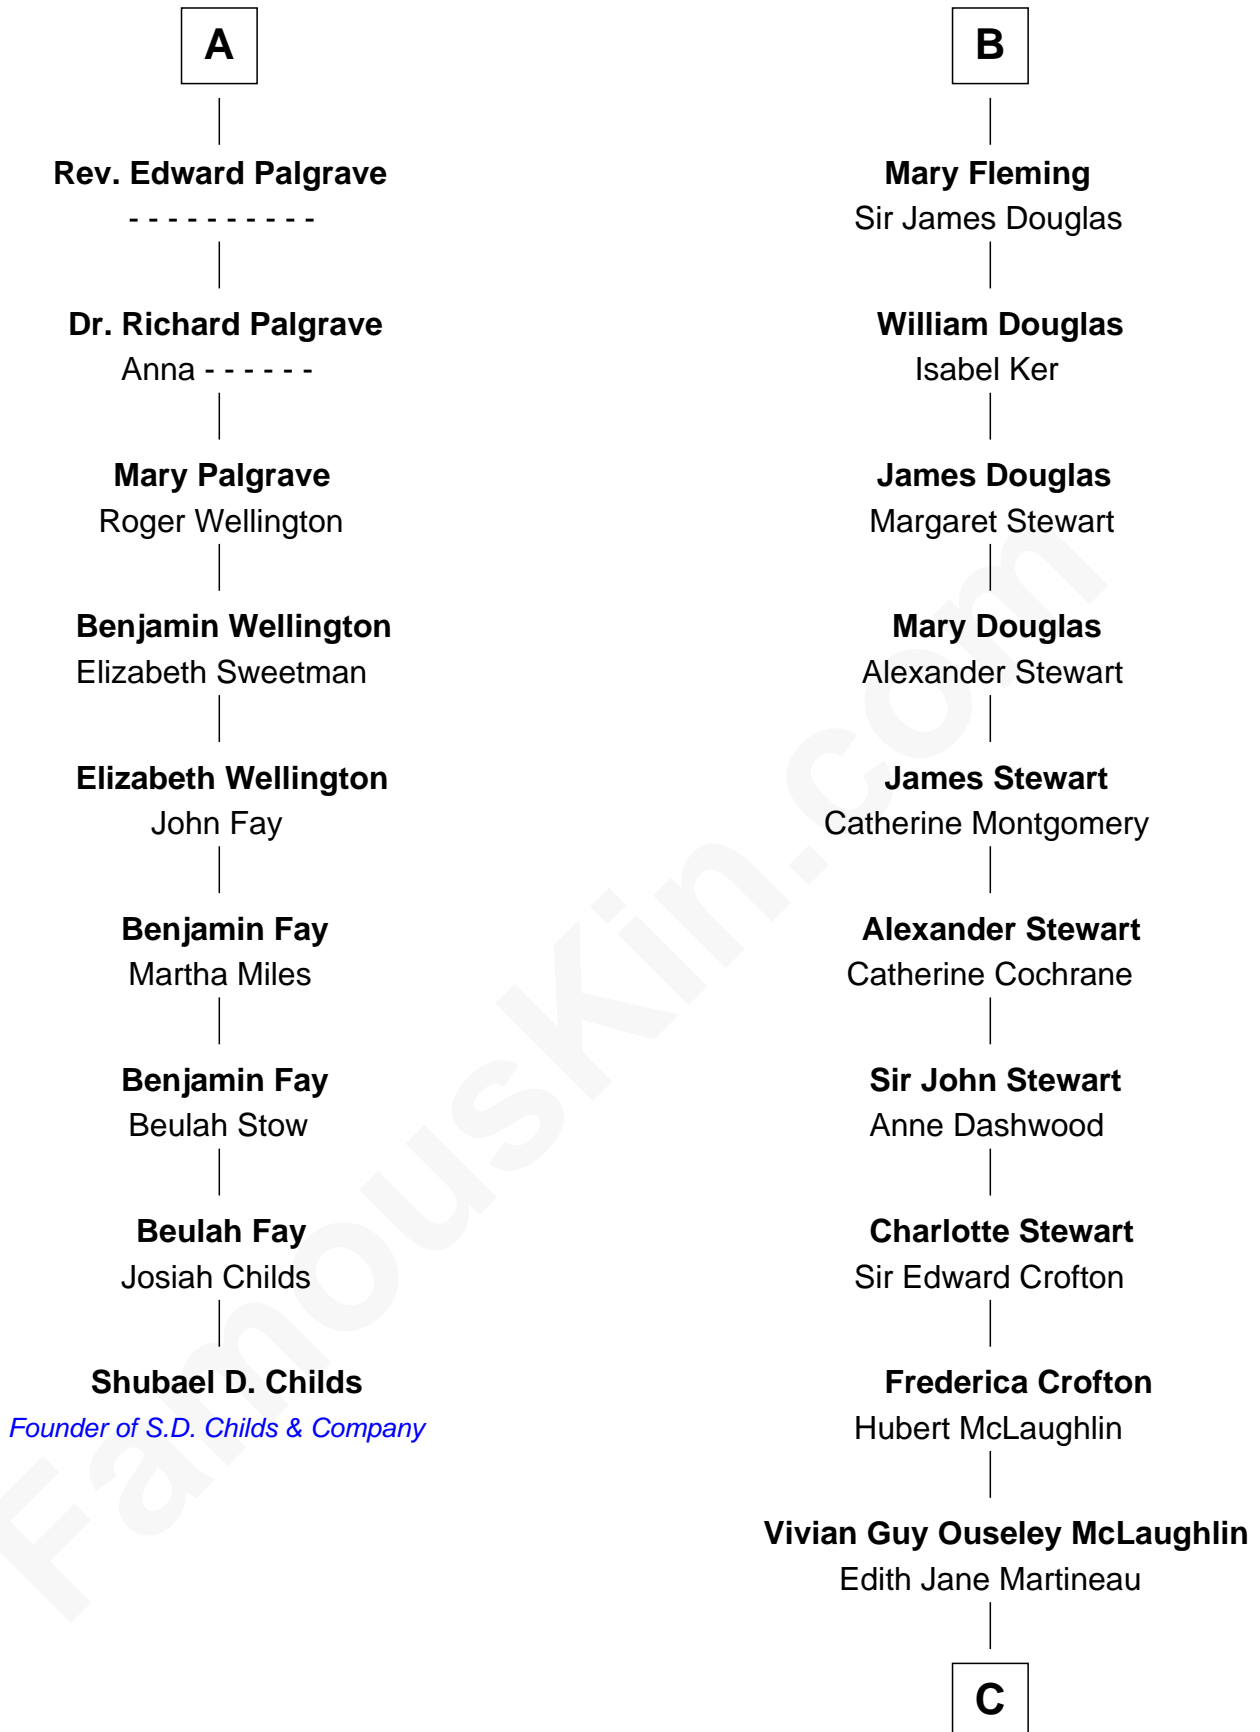 A
Rev. Edward Palgrave
- - - - - - - - - -
Dr. Richard Palgrave
Anna - - - - - -
Mary Palgrave
Roger Wellington
Benjamin Wellington
Elizabeth Sweetman
Elizabeth Wellington
John Fay
Benjamin Fay
Martha Miles
Benjamin Fay
Beulah Stow
Beulah Fay
Josiah Childs
Shubael D. Childs
Founder of S.D. Childs & Company
B
Mary Fleming
Sir James Douglas
William Douglas
Isabel Ker
James Douglas
Margaret Stewart
Mary Douglas
Alexander Stewart
James Stewart
Catherine Montgomery
Alexander Stewart
Catherine Cochrane
Sir John Stewart
Anne Dashwood
Charlotte Stewart
Sir Edward Crofton
Frederica Crofton
Hubert McLaughlin
Vivian Guy Ouseley McLaughlin
Edith Jane Martineau
C
FamousKin.com